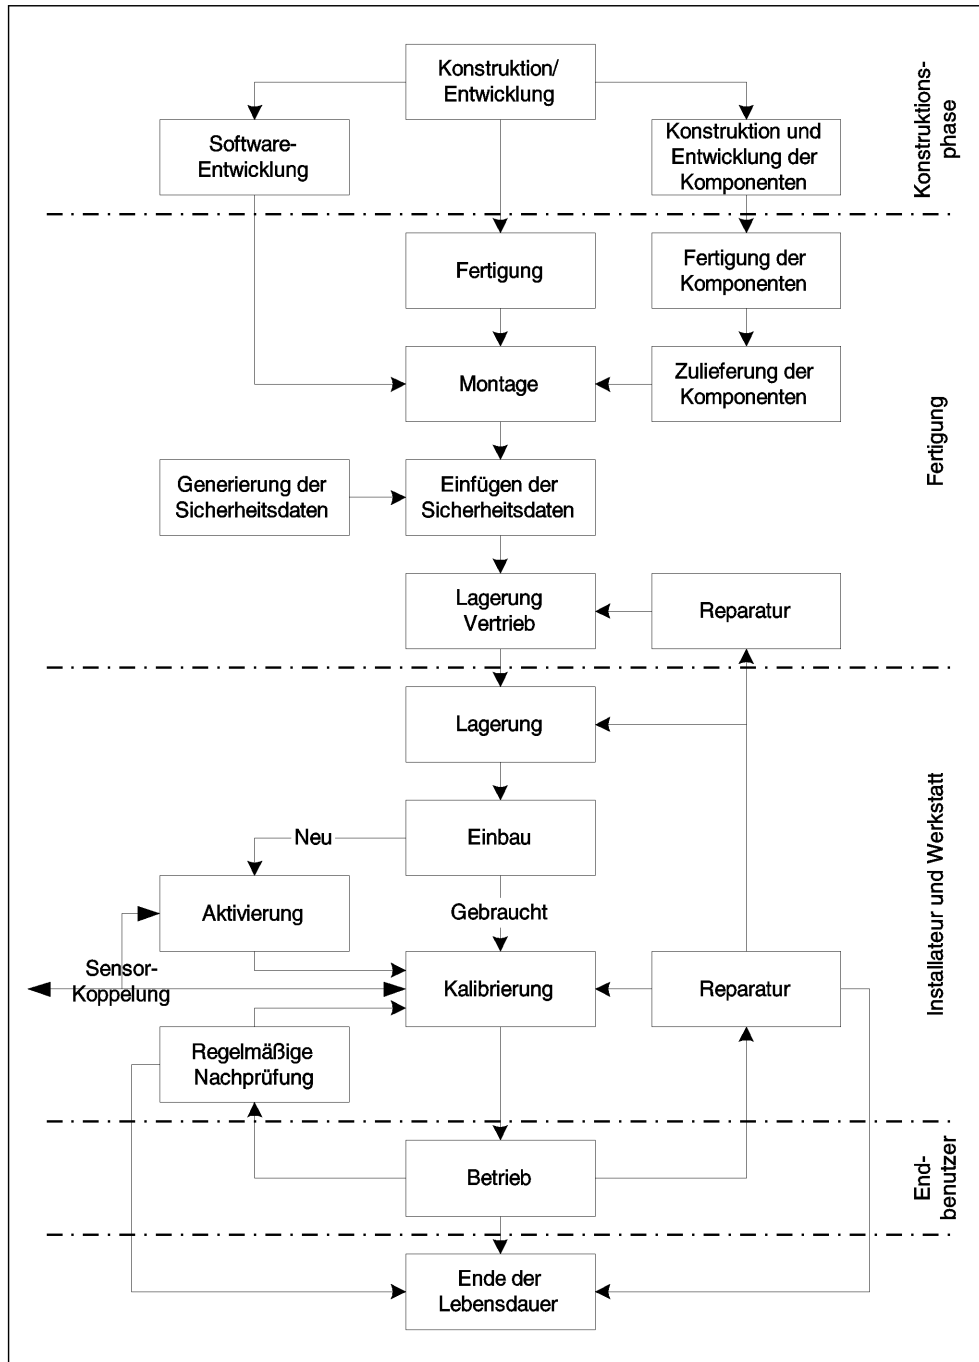 Konstruktion/
Entwicklung
Software-
Entwicklung
Konstruktion und
Entwicklung der
Komponenten
Konstruktions-
phase
Fertigung
Fertigung der
Komponenten
Montage
Zulieferung der
Komponenten
Fertigung
Generierung der
Sicherheitsdaten
Einfügen der
Sicherheitsdaten
Lagerung
Vertrieb
Reparatur
Lagerung
Neu
Einbau
Aktivierung
Gebraucht
Installateur und Werkstatt
Sensor-
Koppelung
Kalibrierung
Reparatur
Regelmäßige
Nachprüfung
Betrieb
End-
benutzer
Ende der
Lebensdauer